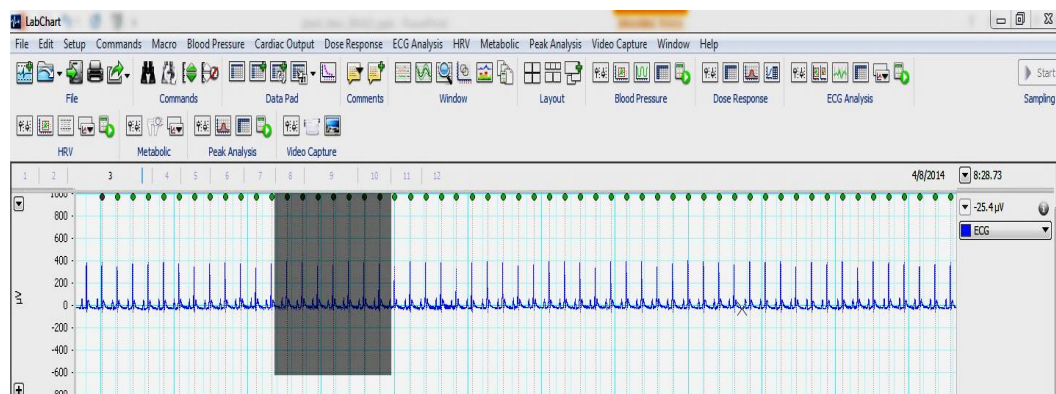 LabChart
File Edit Setup Commands Macro Blood Pressure Cardiac Output Dose Response ECG Analysis HRV Metabolic Peak Analysis Video Capture Window Help
Start
File Commands Data Pad Comments Window Layout Blood Pressure Dose Response ECG Analysis Sampling
HRV Metabolic Peak Analysis Video Capture
1 2 3 4 5 6 7 8 9 10 11 12 4/8/2014 8:28.73
1000
800
600
400
200
0
-200
-400
-600
-800
µV
-25.4 µV
ECG